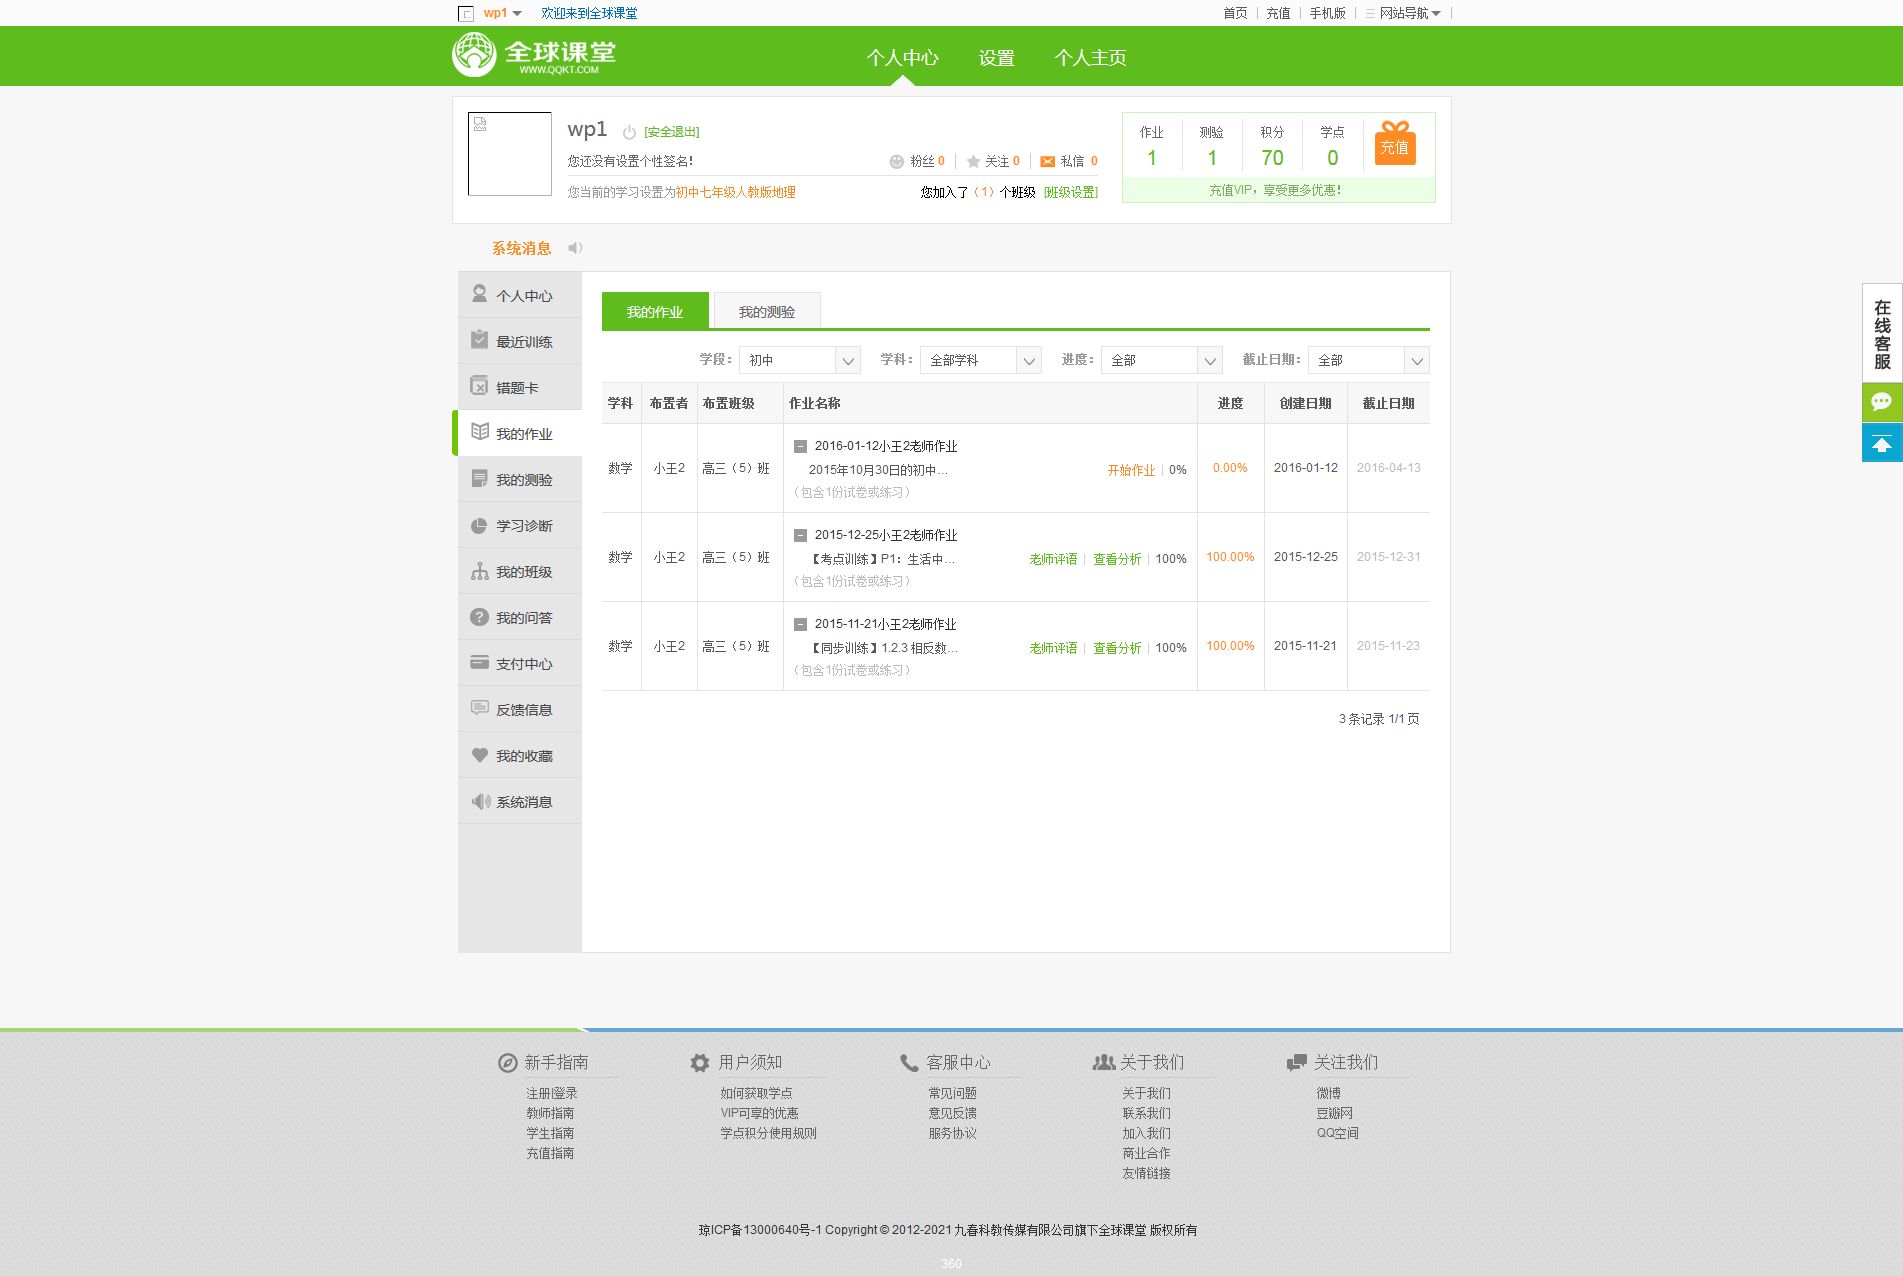 wp1 欢迎来到全球课堂 首页 充值 手机版 网站导航
全球课堂 WWW.QQKT.COM
个人中心 设置 个人主页
wp1 [安全退出]
您还没有设置个性签名! 粉丝 0 关注 0 私信 0
您当前的学习设置为初中七年级人教版地理 您加入了（1）个班级 [班级设置]
作业 测验 积分 学点 充值
1 1 70 0
充值VIP，享受更多优惠!
系统消息
个人中心
最近训练
错题卡
我的作业
我的测验
学习诊断
我的班级
我的问答
支付中心
反馈信息
我的收藏
系统消息
我的作业 我的测验
学段： 初中 学科： 全部学科 进度： 全部 截止日期： 全部
学科 布置者 布置班级 作业名称 进度 创建日期 截止日期
2016-01-12小王2老师作业
数学 小王2 高三（5）班 2015年10月30日的初中... 开始作业 | 0% 0.00% 2016-01-12 2016-04-13
（包含1份试卷或练习）
2015-12-25小王2老师作业
数学 小王2 高三（5）班 【考点训练】P1：生活中... 老师评语 | 查看分析 | 100% 100.00% 2015-12-25 2015-12-31
（包含1份试卷或练习）
2015-11-21小王2老师作业
数学 小王2 高三（5）班 【同步训练】1.2.3 相反数... 老师评语 | 查看分析 | 100% 100.00% 2015-11-21 2015-11-23
（包含1份试卷或练习）
3 条记录 1/1 页
在线客服
新手指南
注册|登录
教师指南
学生指南
充值指南
用户须知
如何获取学点
VIP可享的优惠
学点积分使用规则
客服中心
常见问题
意见反馈
服务协议
关于我们
关于我们
联系我们
加入我们
商业合作
友情链接
关注我们
微博
豆瓣网
QQ空间
琼ICP备13000640号-1 Copyright © 2012-2021 九春科教传媒有限公司旗下全球课堂 版权所有
360